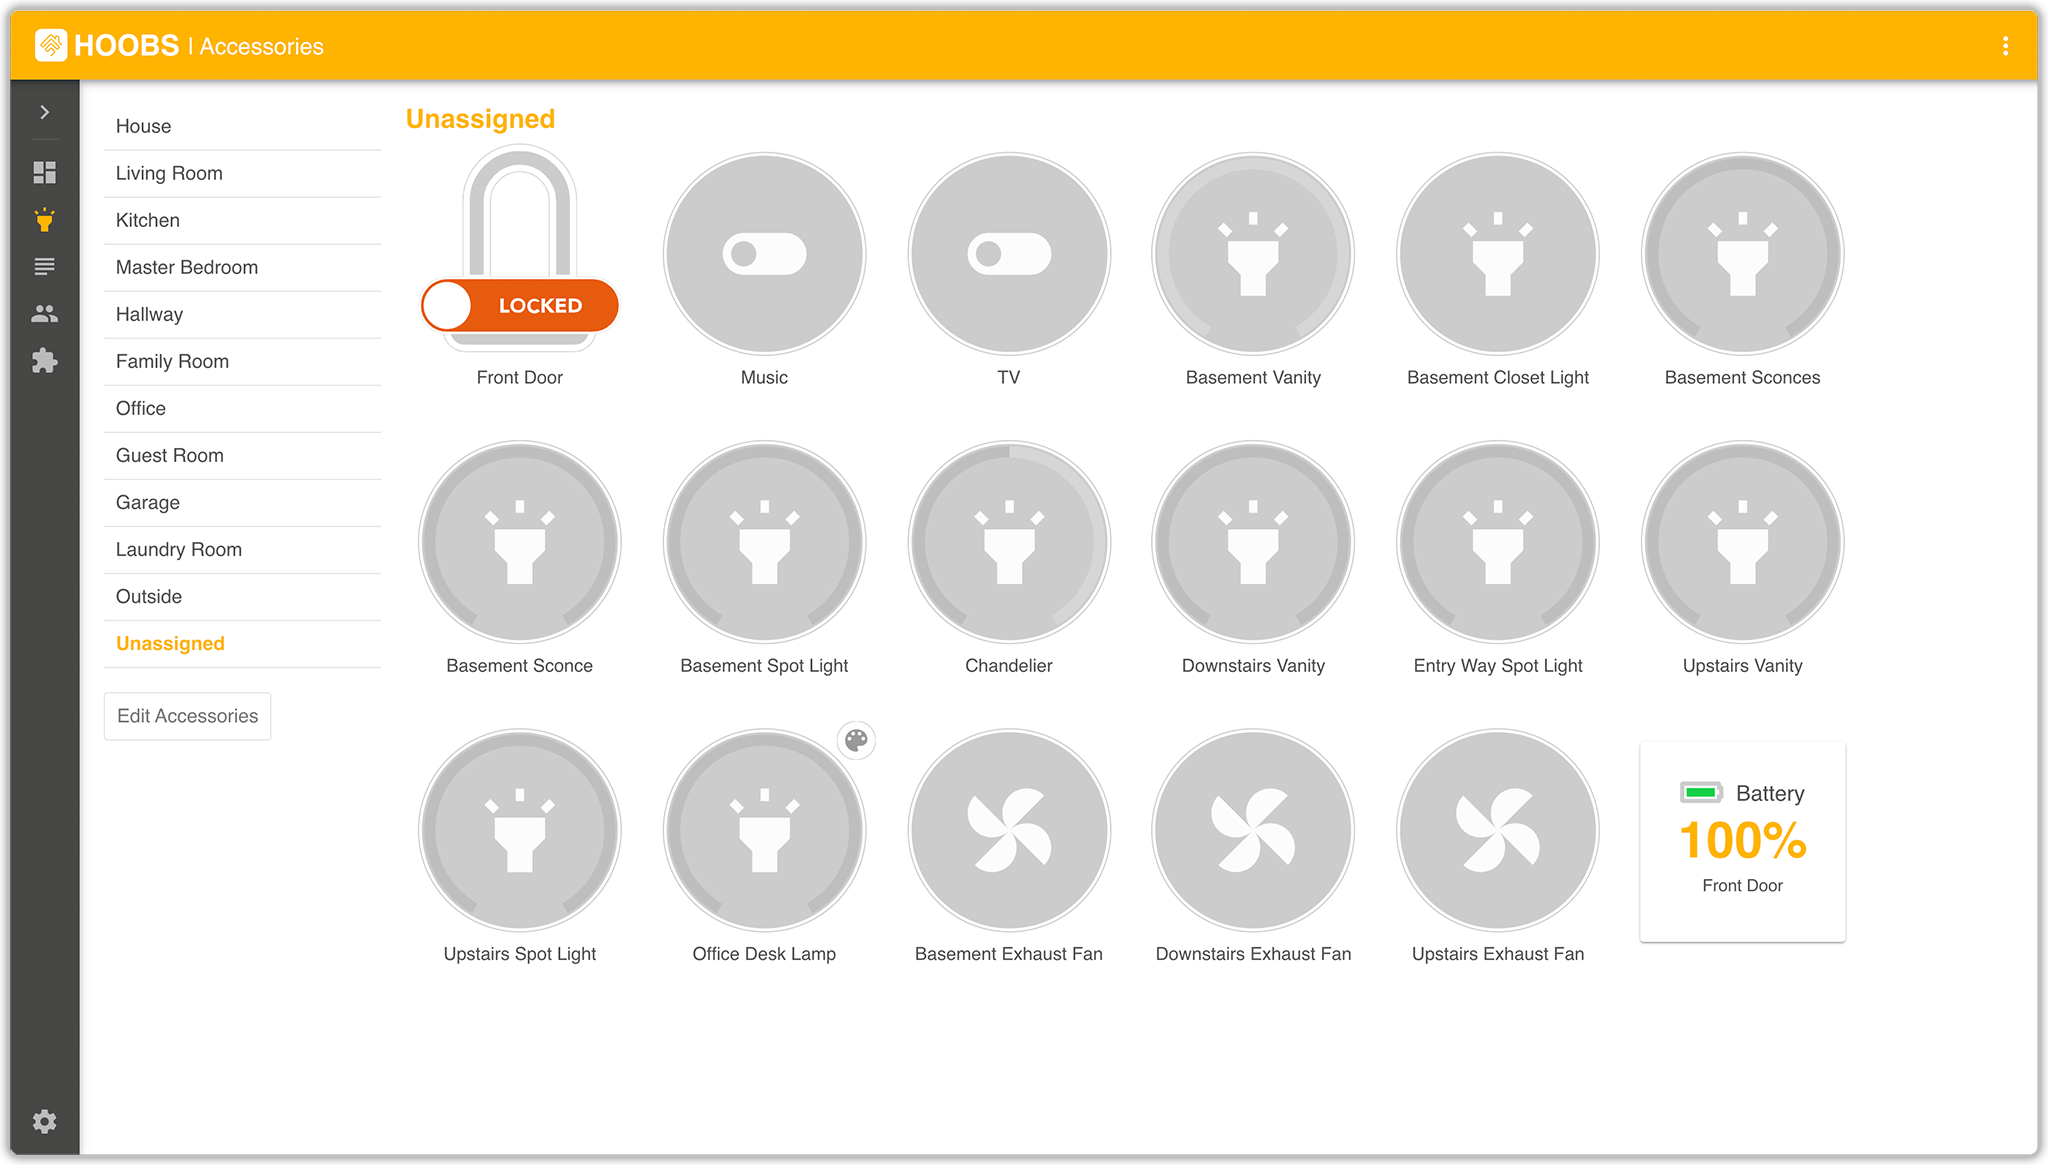 HOOBS | Accessories
House
Living Room
Kitchen
Master Bedroom
Hallway
Family Room
Office
Guest Room
Garage
Laundry Room
Outside
Unassigned
Edit Accessories
Unassigned
LOCKED
Front Door
Music
TV
Basement Vanity
Basement Closet Light
Basement Sconces
Basement Sconce
Basement Spot Light
Chandelier
Downstairs Vanity
Entry Way Spot Light
Upstairs Vanity
Upstairs Spot Light
Office Desk Lamp
Basement Exhaust Fan
Downstairs Exhaust Fan
Upstairs Exhaust Fan
Battery
100%
Front Door